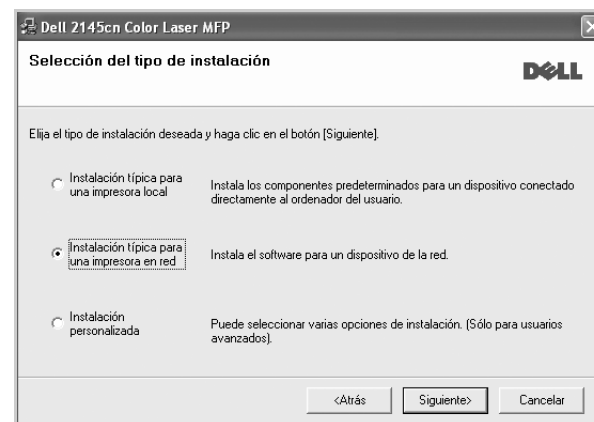 Dell 2145cn Color Laser MFP
Selección del tipo de instalación
DELL
Elija el tipo de instalación deseada y haga clic en el botón [Siguiente].
Instalación típica para
una impresora local
Instala los componentes predeterminados para un dispositivo conectado
directamente al ordenador del usuario.
Instalación típica para
una impresora en red
Instala el software para un dispositivo de la red.
Instalación
personalizada
Puede seleccionar varias opciones de instalación. (Sólo para usuarios
avanzados).
<Atrás
Siguiente>
Cancelar